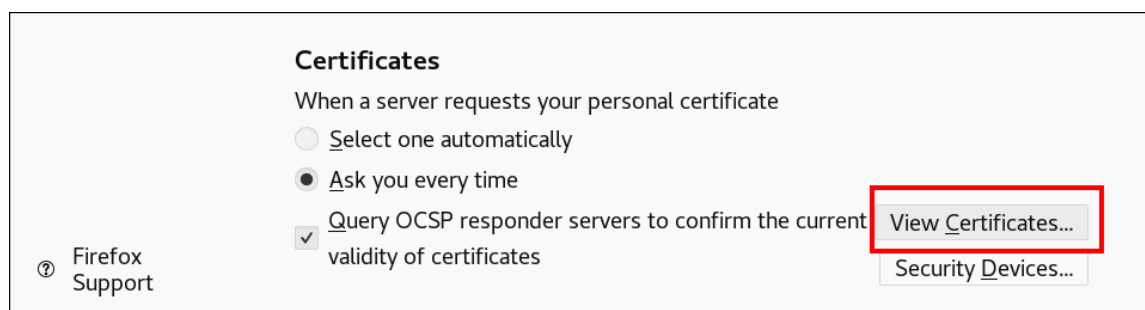 Certificates
When a server requests your personal certificate
Select one automatically
Ask you every time
Query OCSP responder servers to confirm the current
validity of certificates
View Certificates...
Security Devices...
Firefox
Support